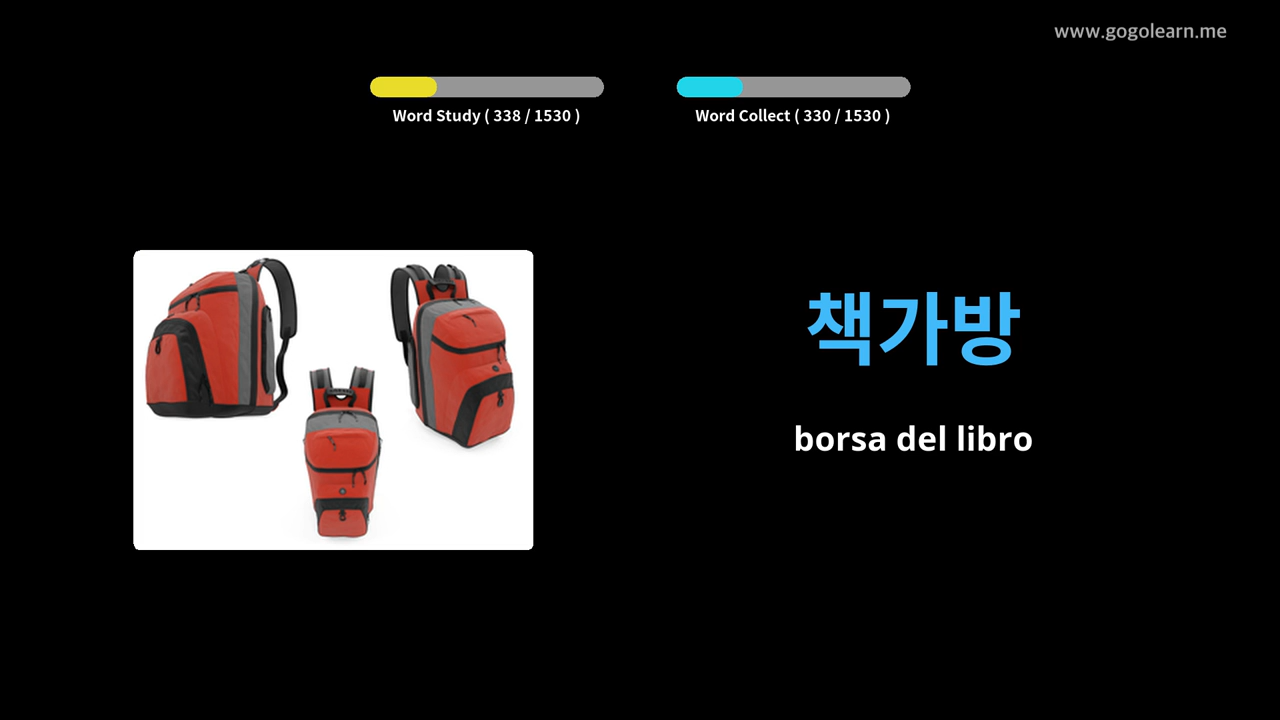 www.gogolearn.me
Word Study ( 338 / 1530 )
Word Collect ( 330 / 1530 )
책가방
borsa del libro